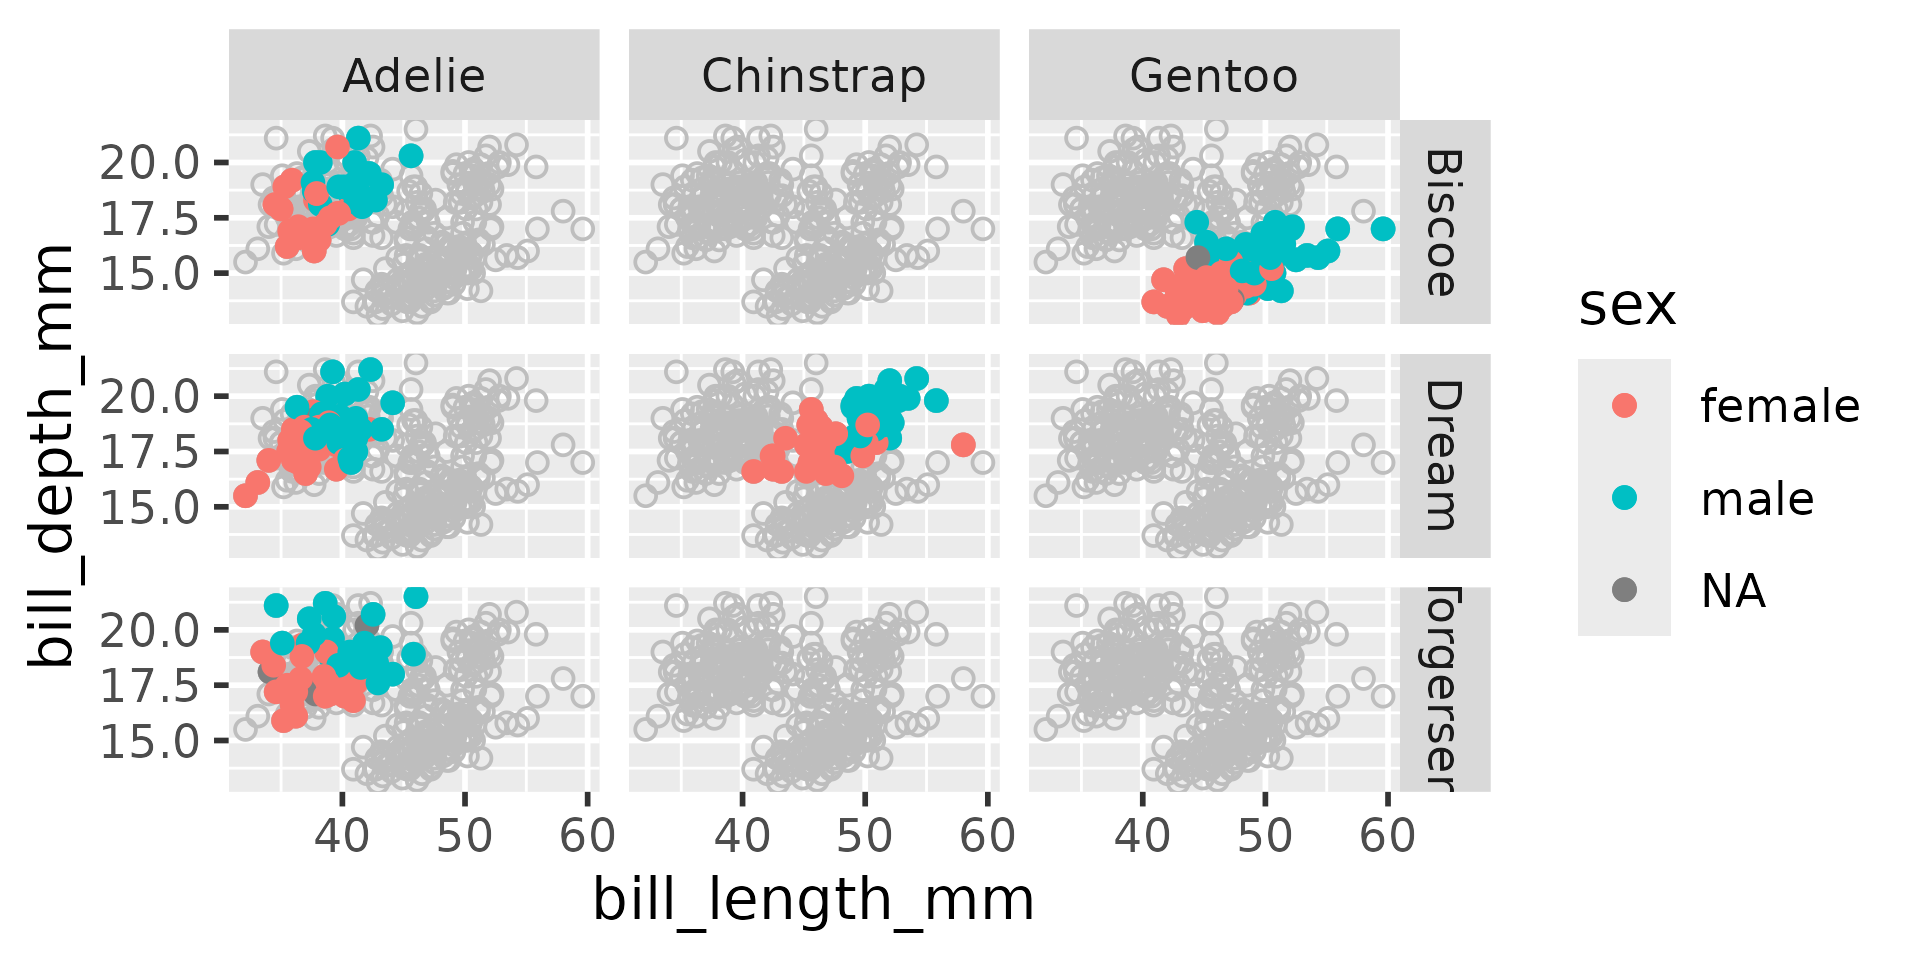 Adelie Chinstrap Gentoo
20.0
17.5
15.0
Biscoe
20.0
17.5
15.0
Dream
20.0
17.5
15.0
40 50 60 40 50 60 40 50 60
bill_length_mm
bill_depth_mm
sex
female
male
NA